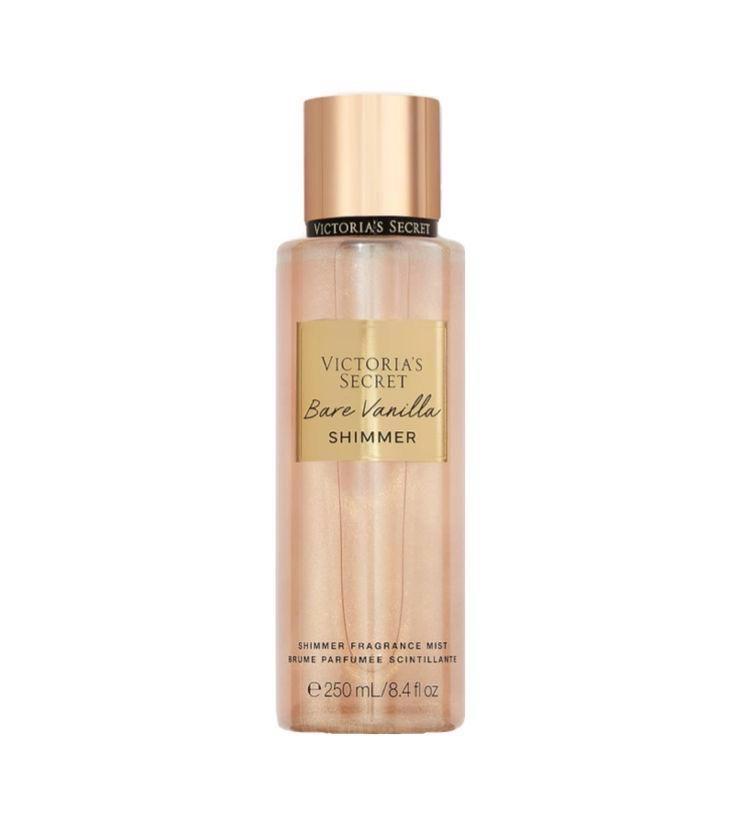 VICTORIA'S SECRET
VICTORIA'S
SECRET
Bare Vanilla
SHIMMER
SHIMMER FRAGRANCE MIST
BRUME PARFUMÉE SCINTILLANTE
℮ 250 mL/8.4 fl oz